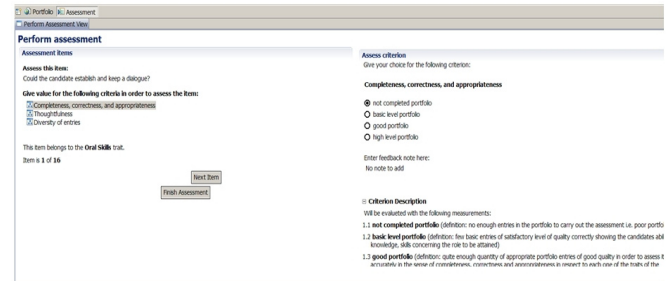 Portfolio Assessment
Perform Assessment View
Perform assessment
Assessment Items
Assess this item:
Could the candidate establish and keep a dialogue?
Give value for the following criteria in order to assess the item:
Completeness, correctness, and appropriateness
Thoughtfulness
Diversity of entries
This item belongs to the Oral Skills trait.
Item is 1 of 16
Next Item
Finish Assessment
Assess criterion
Give your choice for the following criterion:
Completeness, correctness, and appropriateness
not completed portfolio
basic level portfolio
good portfolio
high level portfolio
Enter feedback note here:
No note to add
Criterion Description
Will be evaluated with the following measurements:
1.1 not completed portfolio (definition: no enough entries in the portfolio to carry out the assessment i.e. poor portfo
1.2 basic level portfolio (definition: few basic entries of satisfactory level of quality correctly showing the candidates abil
knowledge, skills concerning the role to be attained)
1.3 good portfolio (definition: quite enough quantity of appropriate portfolio entries of good quality in order to assess it
accurately in the sense of completeness, correctness and appropriateness in respect to each one of the traits of the